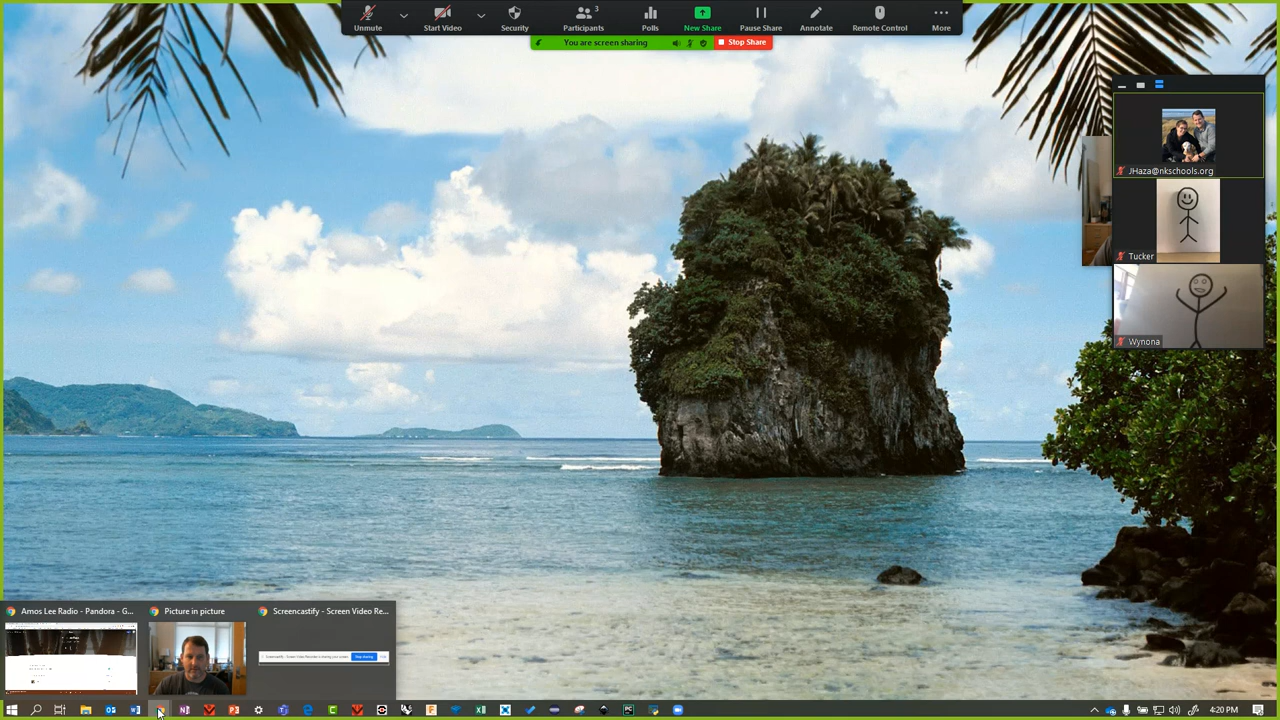 Unmute
Start Video
Security
Participants
3
Polls
New Share
Pause Share
Annotate
Remote Control
More
You are screen sharing
Stop Share
JHaza@nkschools.org
Tucker
Wynona
Amos Lee Radio - Pandora - G...
Picture in picture
Screencastify - Screen Video Re...
Stop sharing
4:20 PM